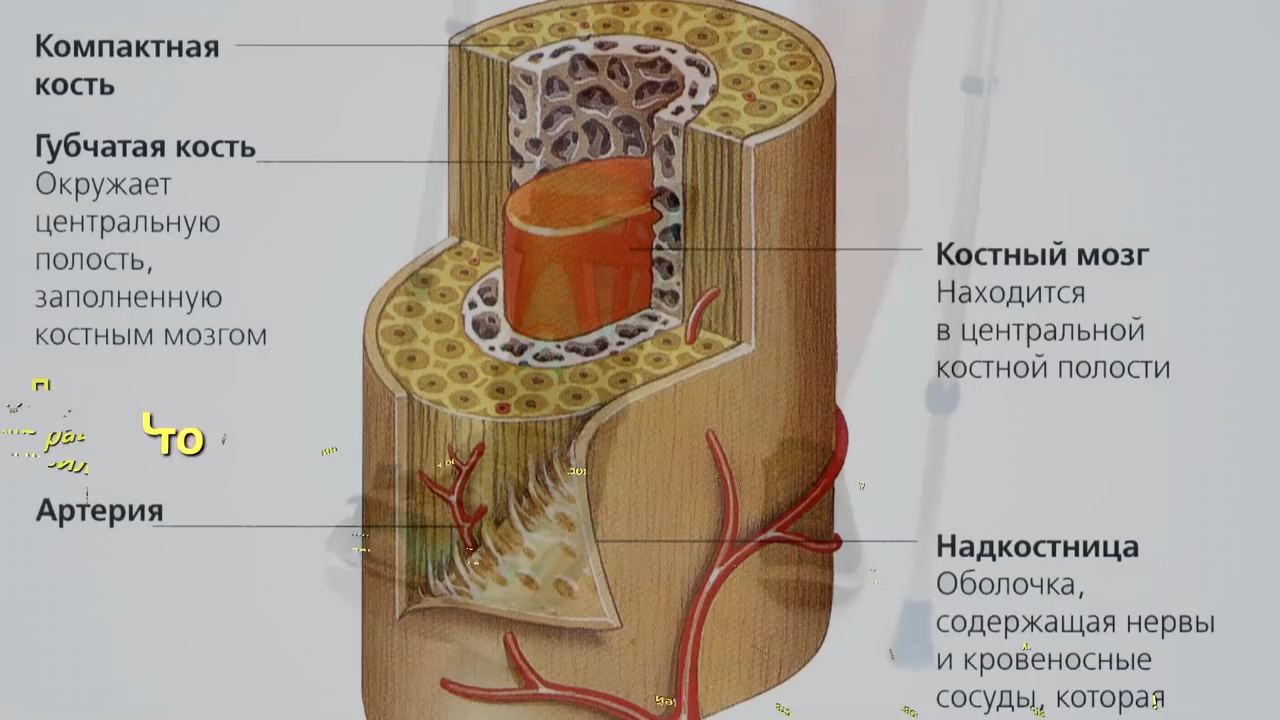 Компактная
кость
Губчатая кость
Окружает
центральную
полость,
заполненную
костным мозгом
Что
Артерия
Костный мозг
Находится
в центральной
костной полости
Надкостница
Оболочка,
содержащая нервы
и кровеносные
сосуды, которая